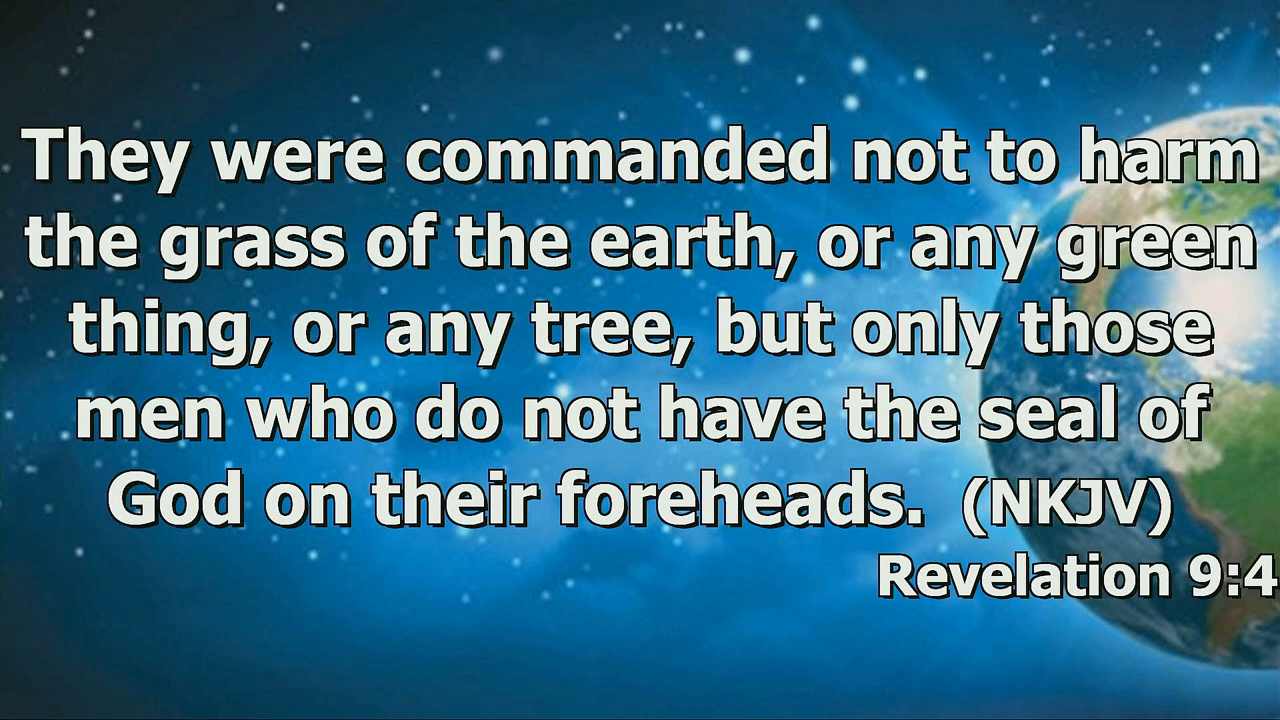 They were commanded not to harm
the grass of the earth, or any green
thing, or any tree, but only those
men who do not have the seal of
God on their foreheads. (NKJV)
Revelation 9:4